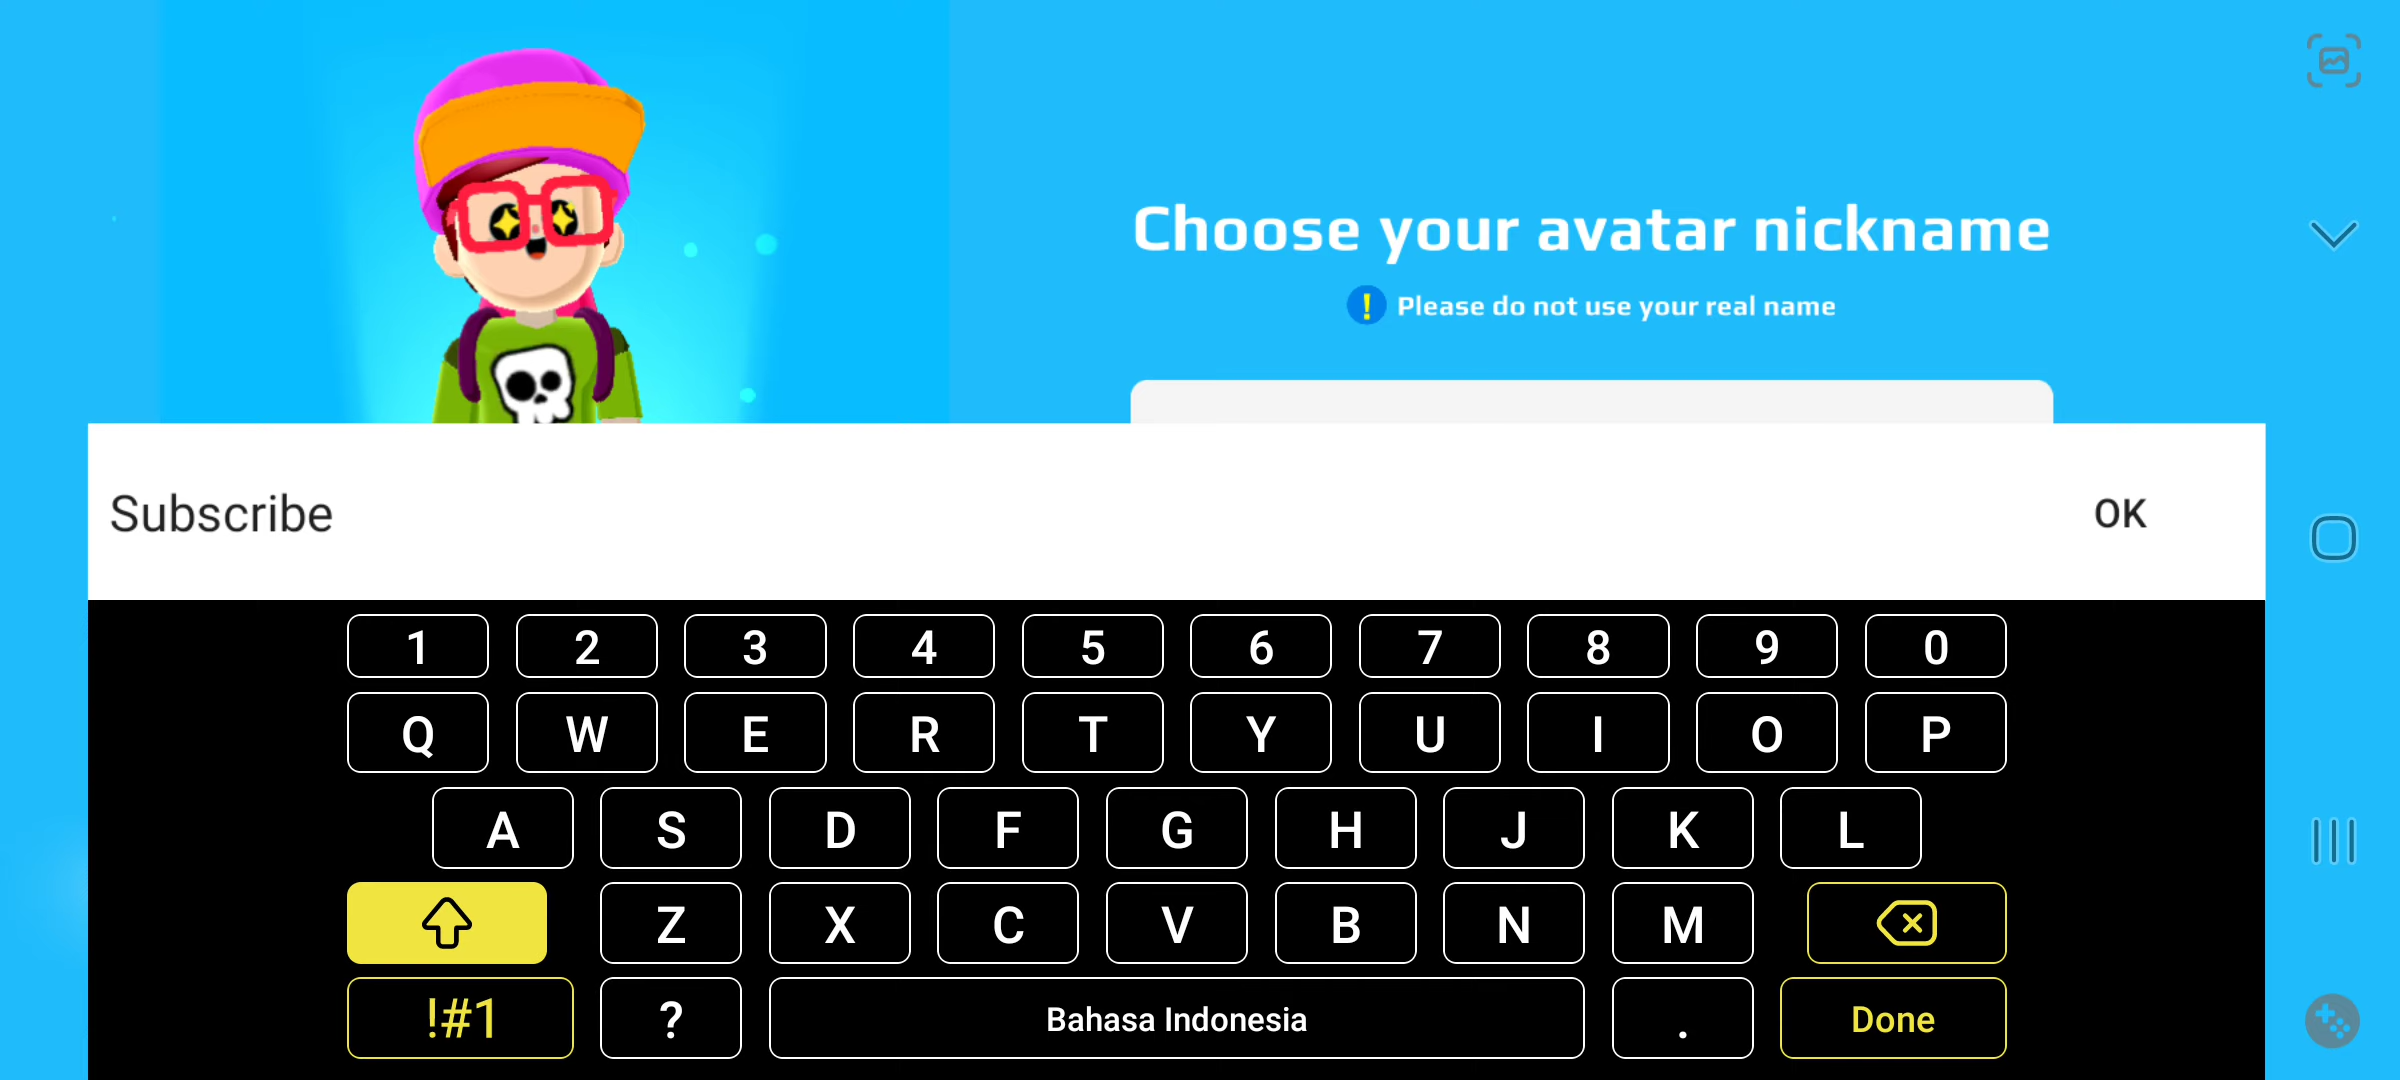 Choose your avatar nickname
! Please do not use your real name
Subscribe OK
1 2 3 4 5 6 7 8 9 0
Q W E R T Y U I O P
A S D F G H J K L
Z X C V B N M
!#1 ? Bahasa Indonesia . Done